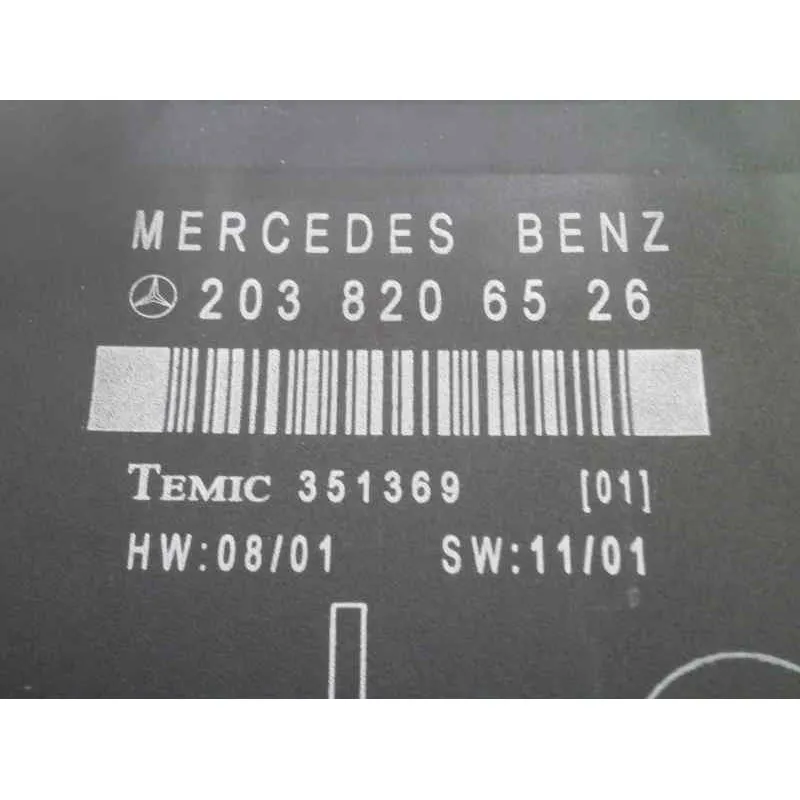 MERCEDES BENZ
203 820 65 26
TEMIC 351369 [01]
HW:08/01 SW:11/01